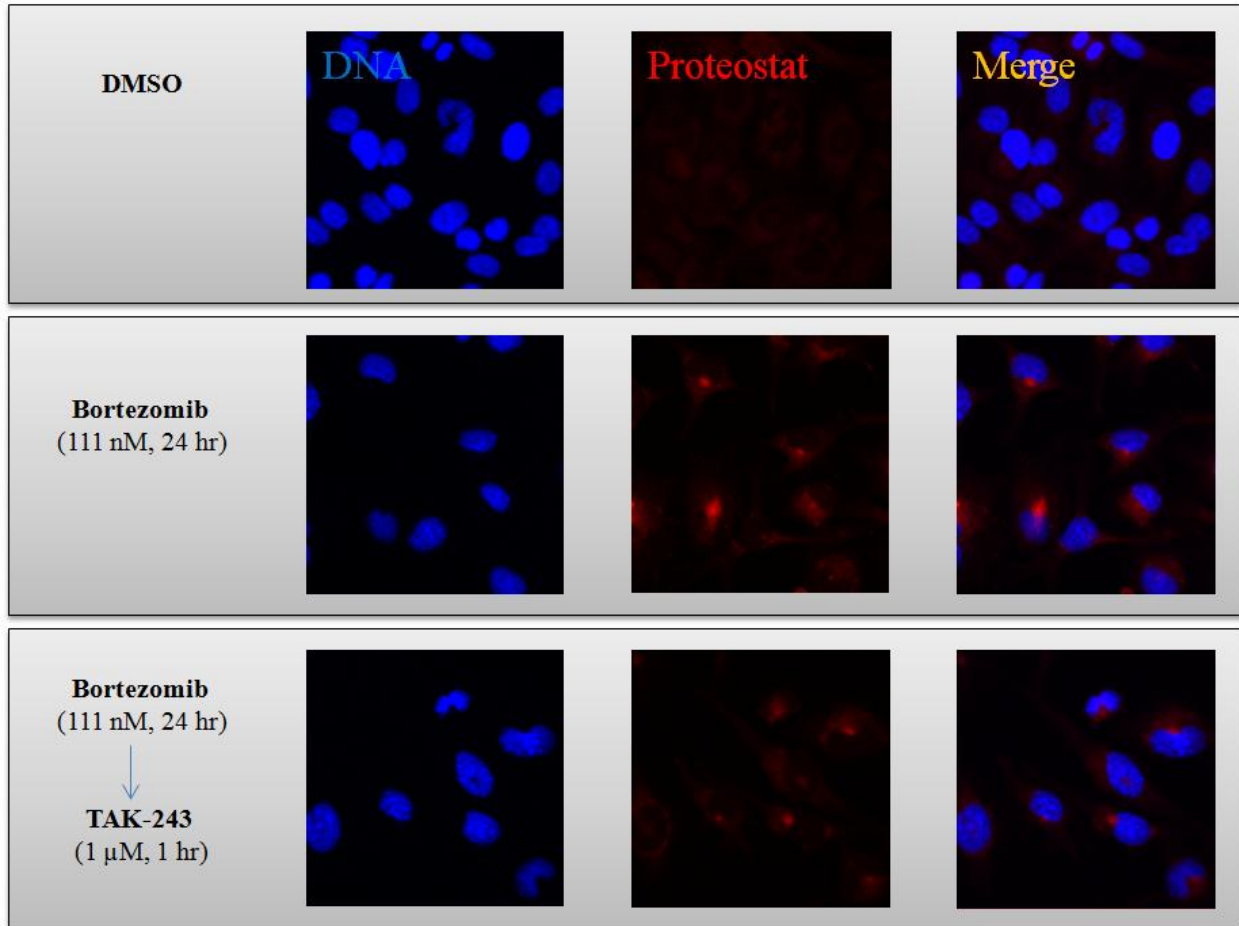 DMSO
DNA
Proteostat
Merge
Bortezomib
(111 nM, 24 hr)
Bortezomib
(111 nM, 24 hr)
TAK-243
(1 µM, 1 hr)